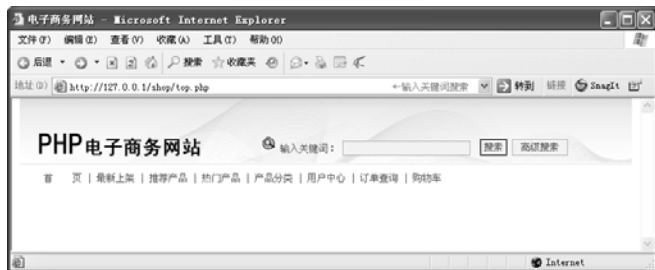 电子商务网站 - Microsoft Internet Explorer
文件(F) 编辑(E) 查看(V) 收藏(A) 工具(T) 帮助(H)
后退 搜索 收藏夹
地址(D) http://127.0.0.1/shop/top.php ←输入关键词搜索 转到 链接 SnagIt
PHP电子商务网站 输入关键词： 搜索 高级搜索
首 页 | 最新上架 | 推荐产品 | 热门产品 | 产品分类 | 用户中心 | 订单查询 | 购物车
Internet